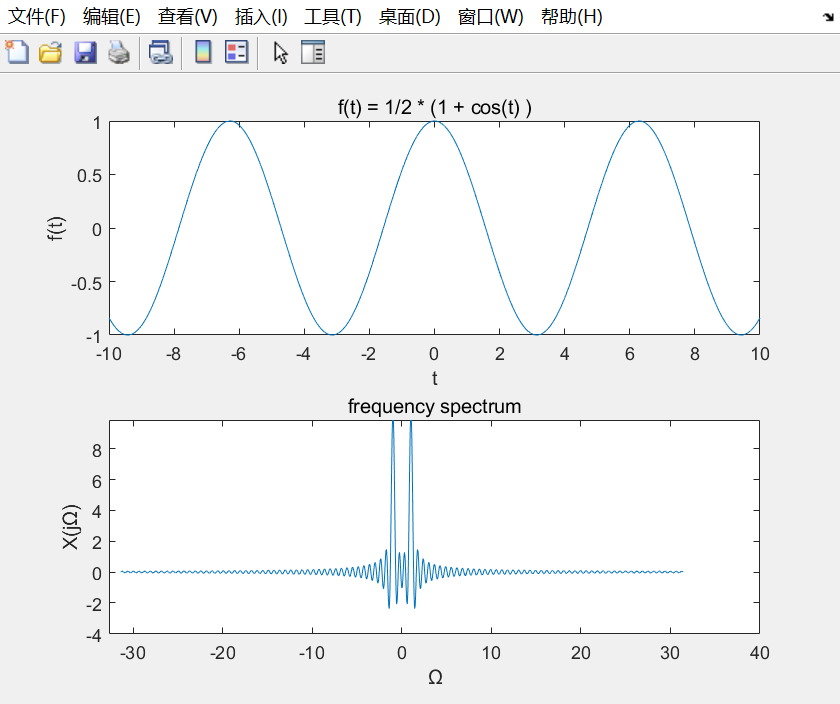 文件(F) 编辑(E) 查看(V) 插入(I) 工具(T) 桌面(D) 窗口(W) 帮助(H)
f(t) = 1/2 * (1 + cos(t) )
1
0.5
0
-0.5
-1
f(t)
-10 -8 -6 -4 -2 0 2 4 6 8 10
t
frequency spectrum
8
6
4
2
0
-2
-4
X(jΩ)
-30 -20 -10 0 10 20 30 40
Ω